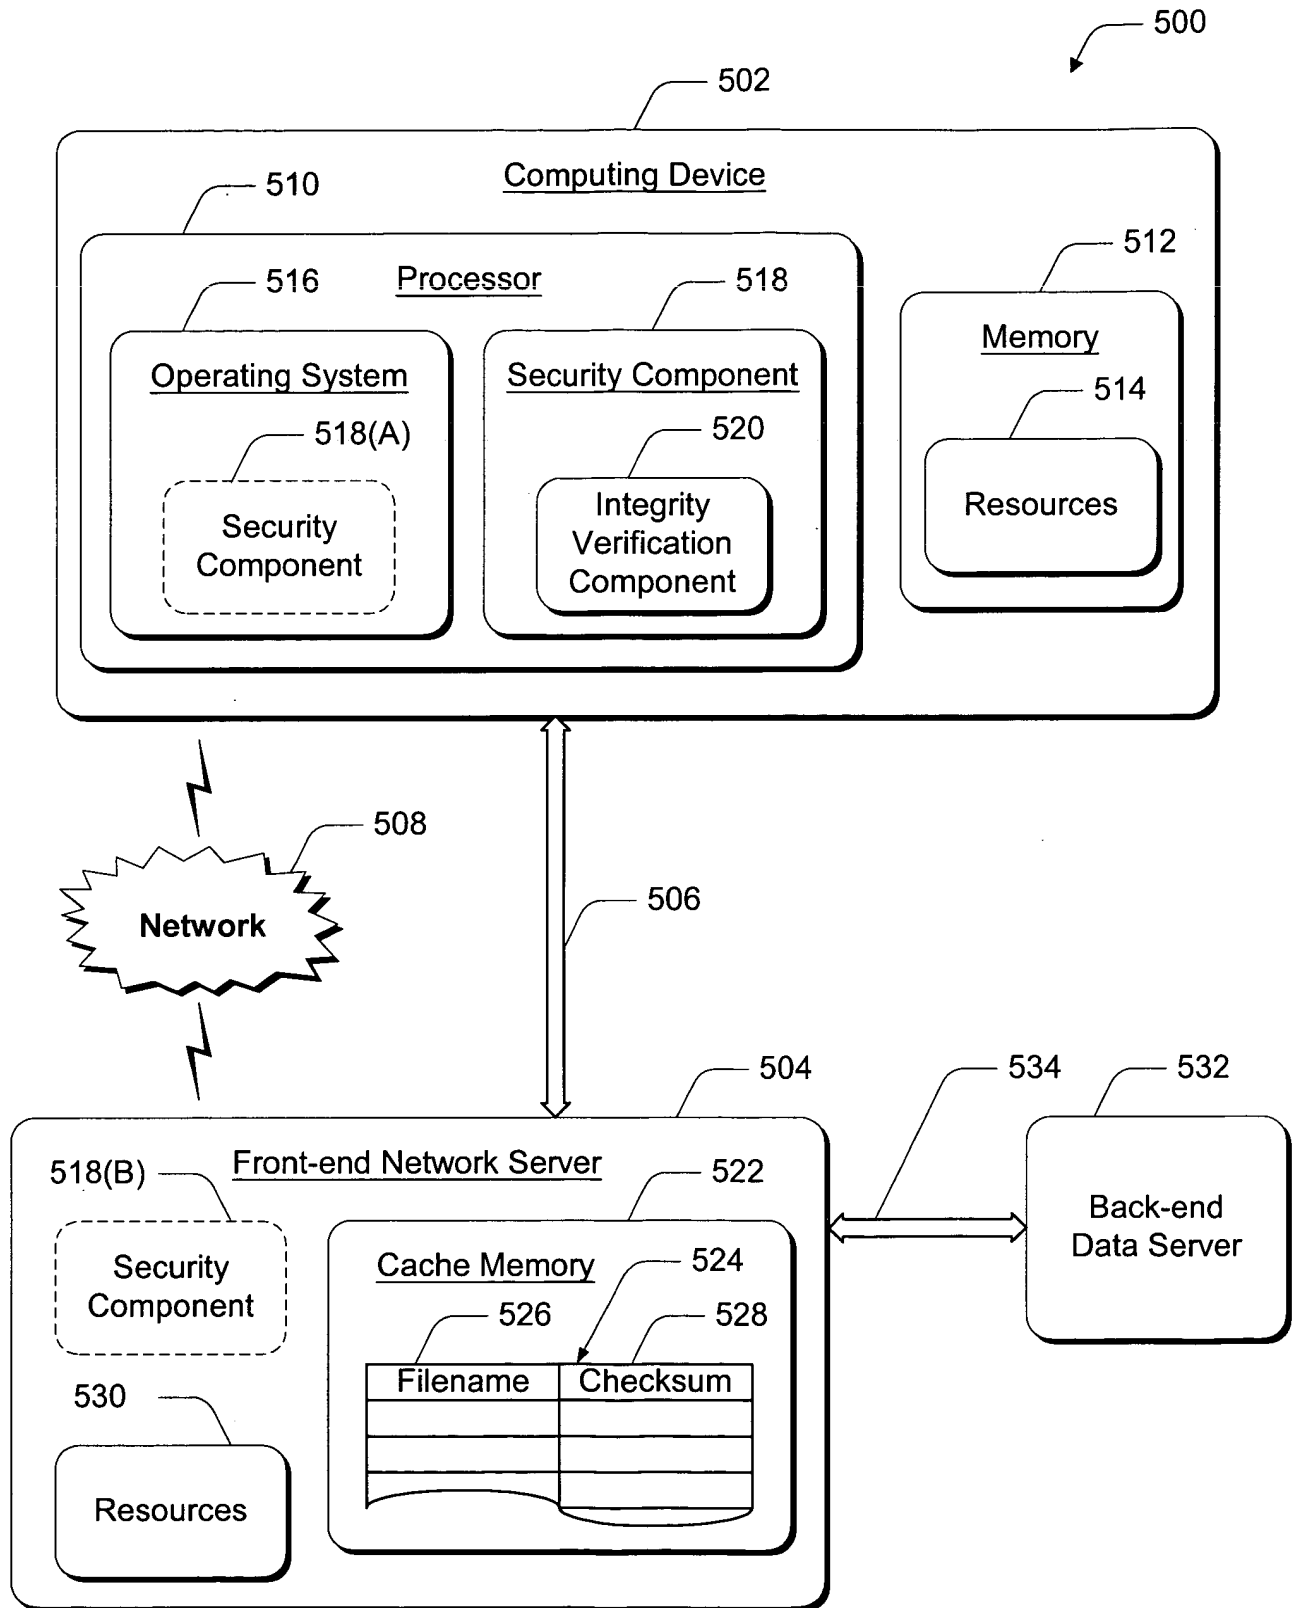 500
502
Computing Device
510
512
Processor
516
518
Memory
Operating System
Security Component
514
518(A)
520
Resources
Security
Component
Integrity
Verification
Component
508
Network
506
504
534
532
518(B)
Front-end Network Server
522
Back-end
Data Server
Security
Component
Cache Memory
524
526
528
Filename
Checksum
530
Resources